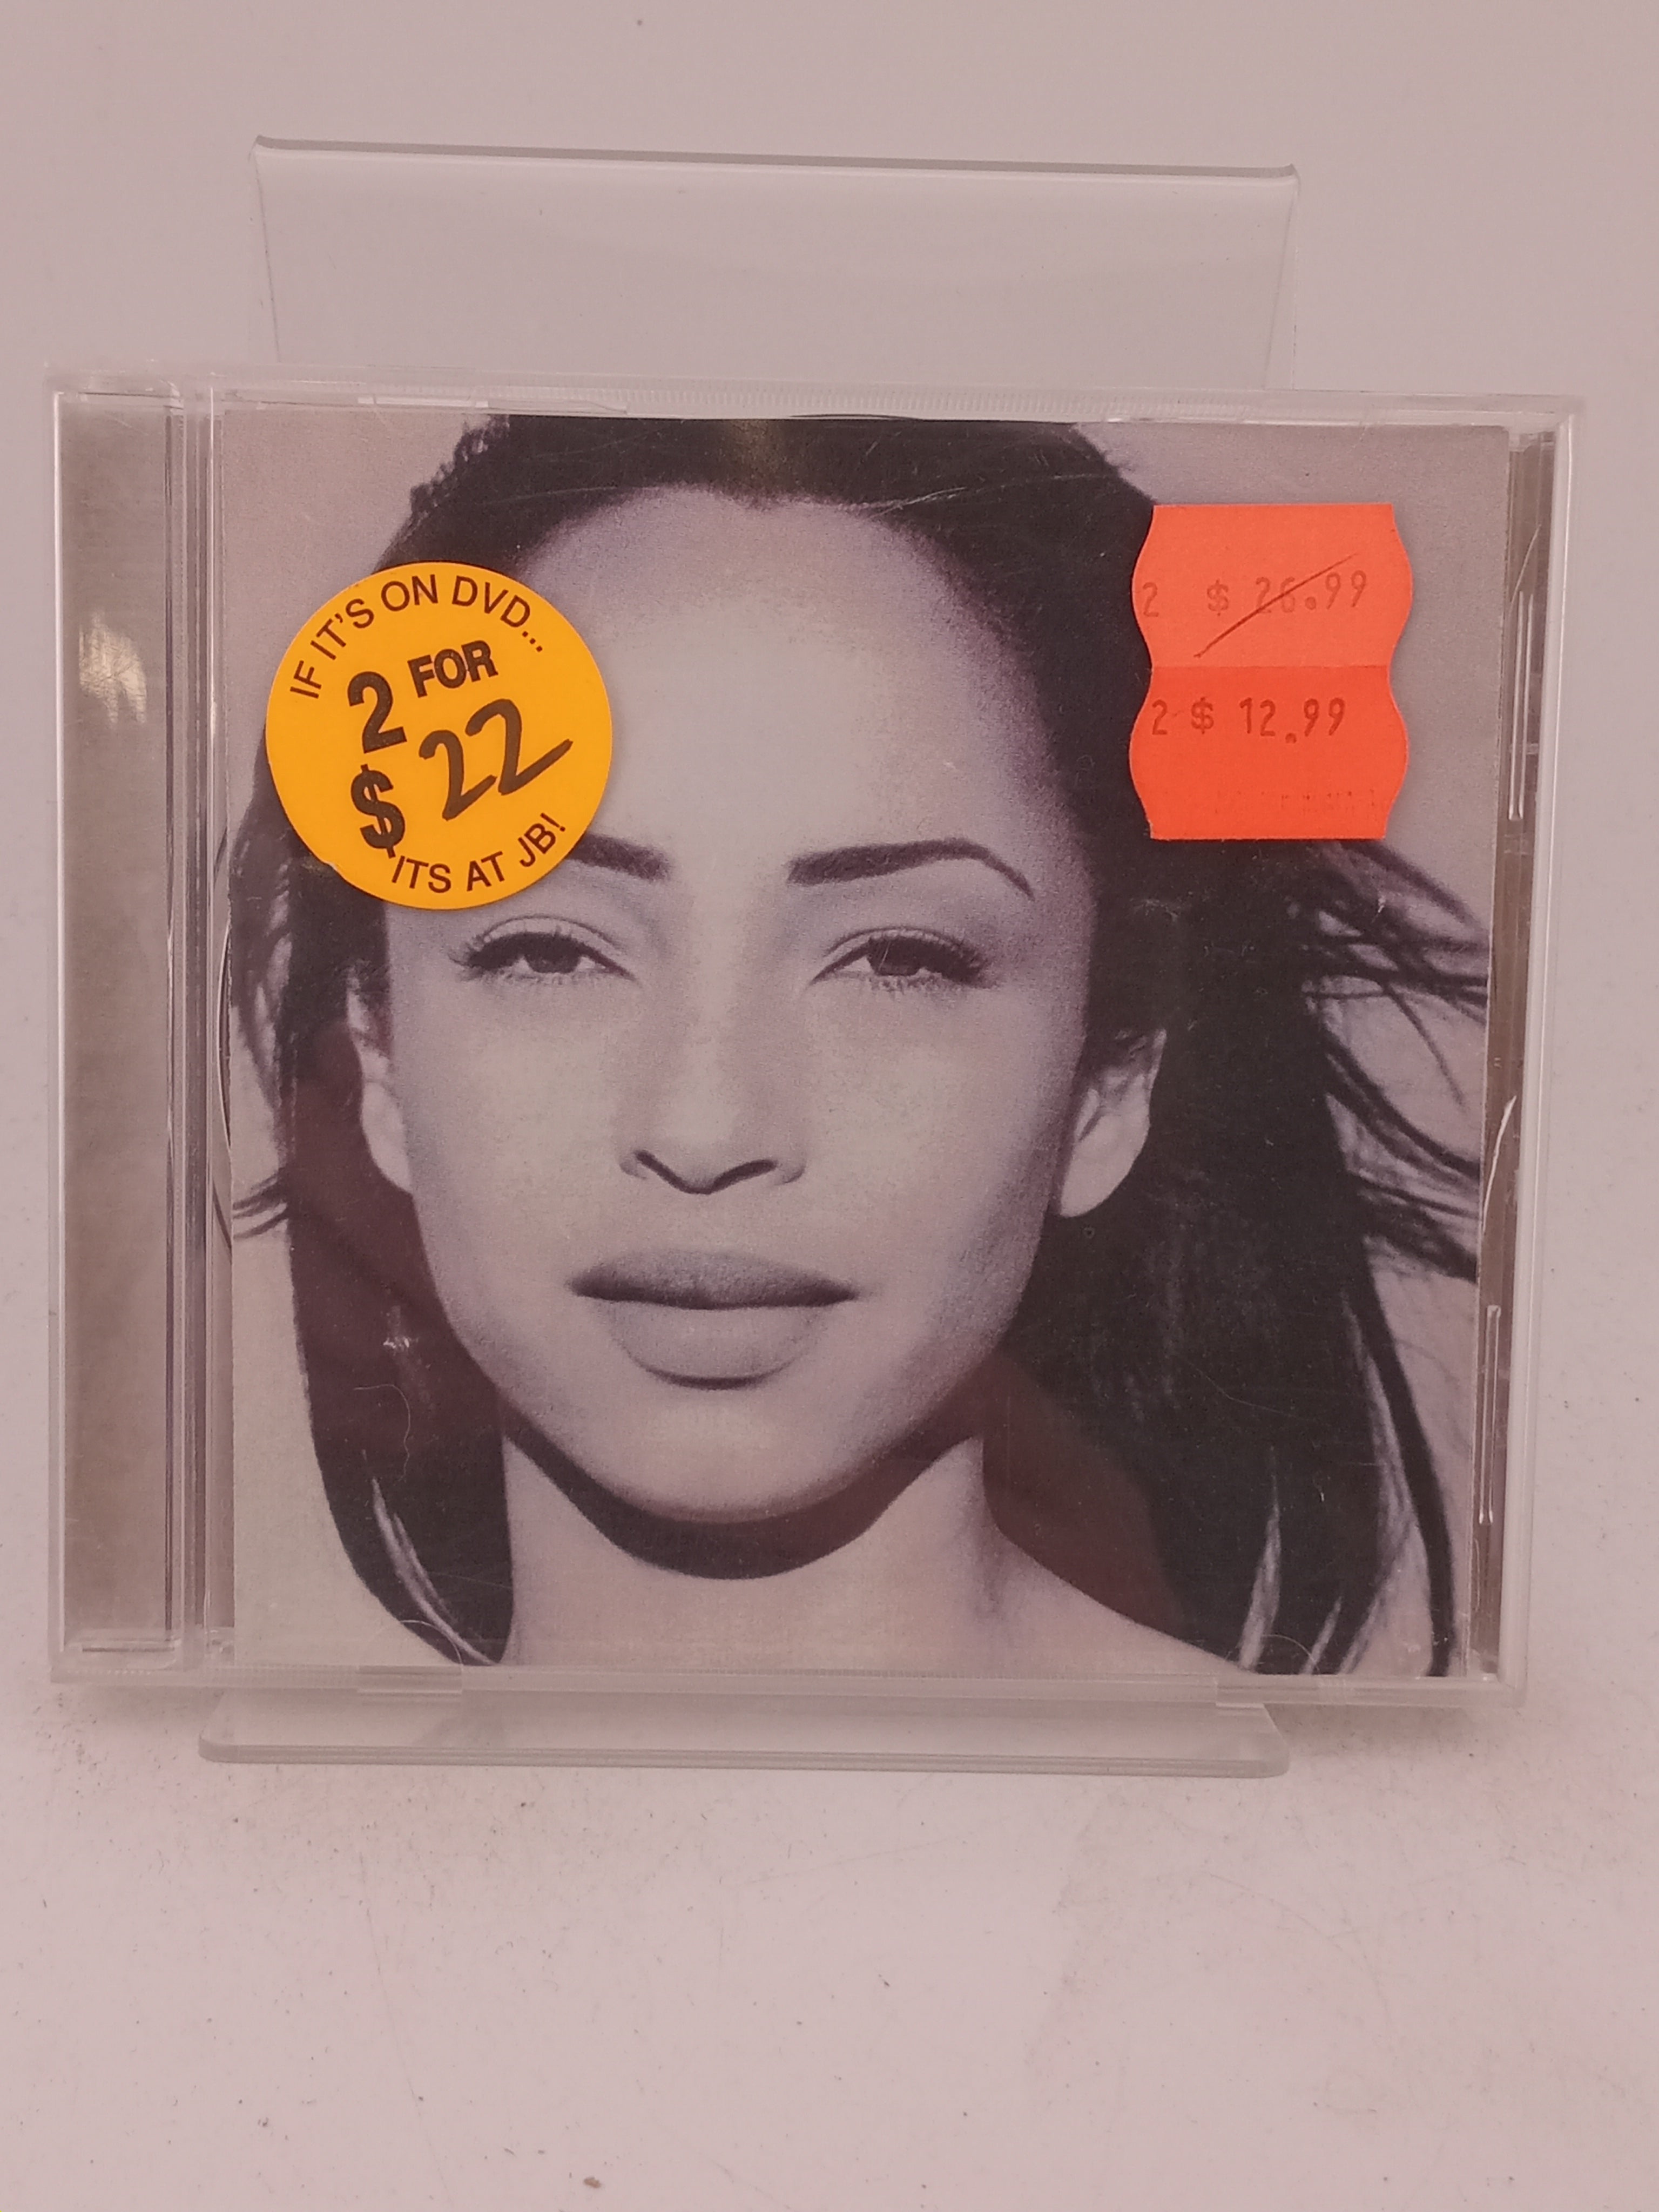 IF IT'S ON DVD...
2 FOR
$ 22
ITS AT JB!
2 $ 26.99
2 $ 12.99